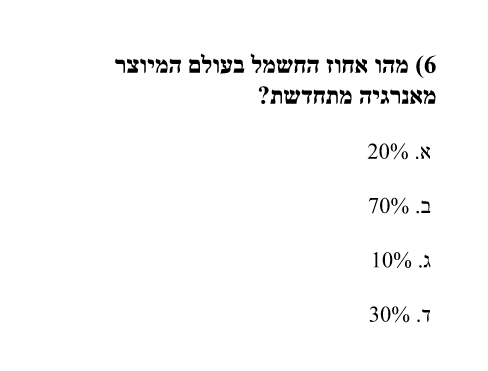 6) מהו אחוז החשמל בעולם המיוצר
מאנרגיה מתחדשת?
א. 20%
ב. 70%
ג. 10%
ד. 30%